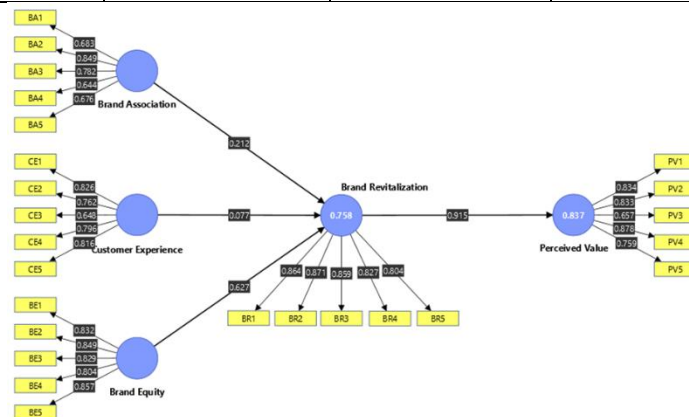 BA1
BA2
BA3
BA4
BA5
0.683
0.849
0.782
0.644
0.676
Brand Association
0.212
CE1
CE2
CE3
CE4
CE5
0.826
0.762
0.648
0.796
0.816
Customer Experience
0.077
BE1
BE2
BE3
BE4
BE5
0.832
0.849
0.829
0.804
0.857
Brand Equity
0.627
Brand Revitalization
0.758
0.864
0.871
0.859
0.827
0.804
BR1
BR2
BR3
BR4
BR5
0.915
0.837
Perceived Value
0.834
0.833
0.657
0.878
0.759
PV1
PV2
PV3
PV4
PV5